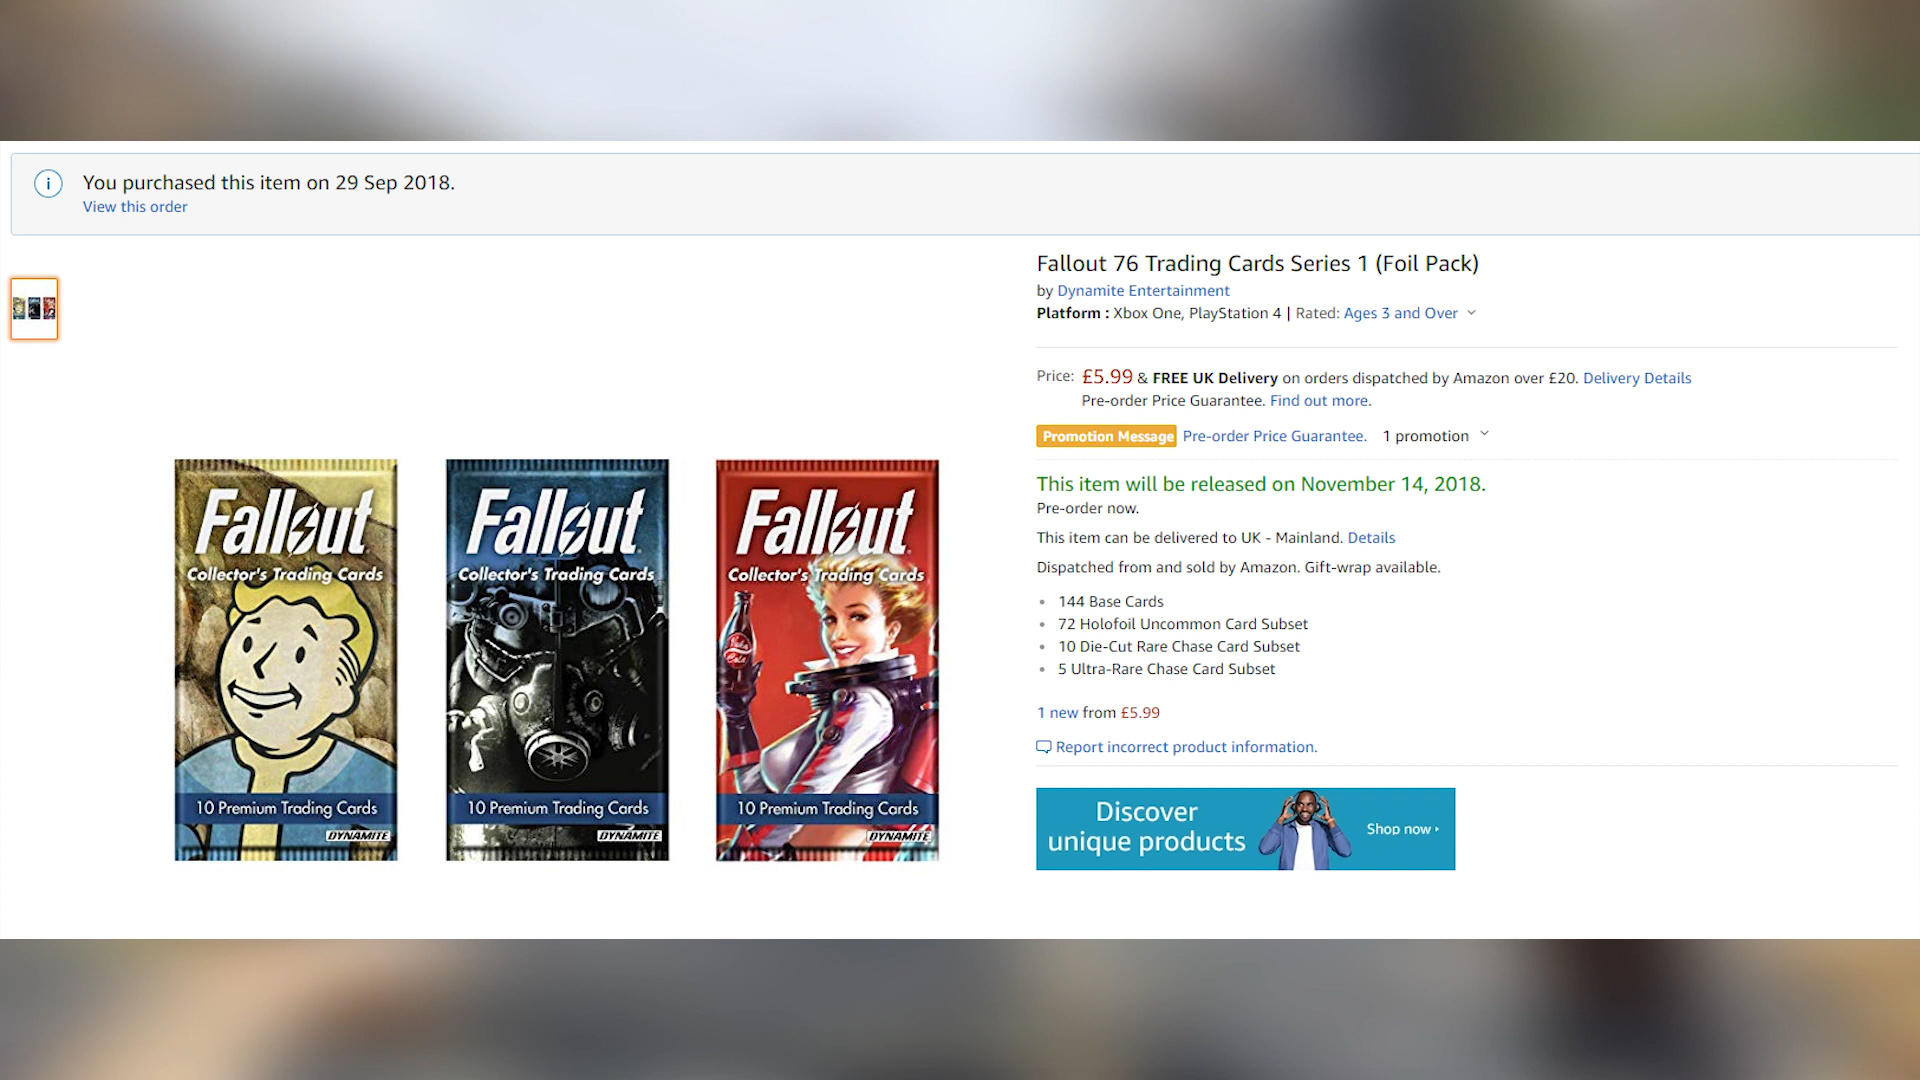 You purchased this item on 29 Sep 2018.
View this order
Fallout 76 Trading Cards Series 1 (Foil Pack)
by Dynamite Entertainment
Platform : Xbox One, PlayStation 4 | Rated: Ages 3 and Over
Price: £5.99 & FREE UK Delivery on orders dispatched by Amazon over £20. Delivery Details
Pre-order Price Guarantee. Find out more.
Promotion Message Pre-order Price Guarantee. 1 promotion
This item will be released on November 14, 2018.
Pre-order now.
This item can be delivered to UK - Mainland. Details
Dispatched from and sold by Amazon. Gift-wrap available.
• 144 Base Cards
• 72 Holofoil Uncommon Card Subset
• 10 Die-Cut Rare Chase Card Subset
• 5 Ultra-Rare Chase Card Subset
1 new from £5.99
Report incorrect product information.
Discover
unique products
Shop now
Fallout
Collector's Trading Cards
10 Premium Trading Cards
DYNAMITE
Fallout
Collector's Trading Cards
10 Premium Trading Cards
DYNAMITE
Fallout
Collector's Trading Cards
Nuka Cola
10 Premium Trading Cards
DYNAMITE